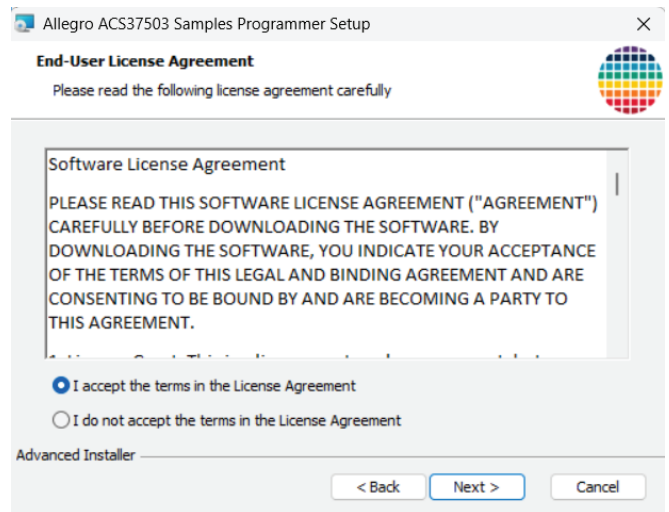 Allegro ACS37503 Samples Programmer Setup
End-User License Agreement
Please read the following license agreement carefully
Software License Agreement
PLEASE READ THIS SOFTWARE LICENSE AGREEMENT ("AGREEMENT")
CAREFULLY BEFORE DOWNLOADING THE SOFTWARE. BY
DOWNLOADING THE SOFTWARE, YOU INDICATE YOUR ACCEPTANCE
OF THE TERMS OF THIS LEGAL AND BINDING AGREEMENT AND ARE
CONSENTING TO BE BOUND BY AND ARE BECOMING A PARTY TO
THIS AGREEMENT.
I accept the terms in the License Agreement
I do not accept the terms in the License Agreement
Advanced Installer
< Back Next > Cancel